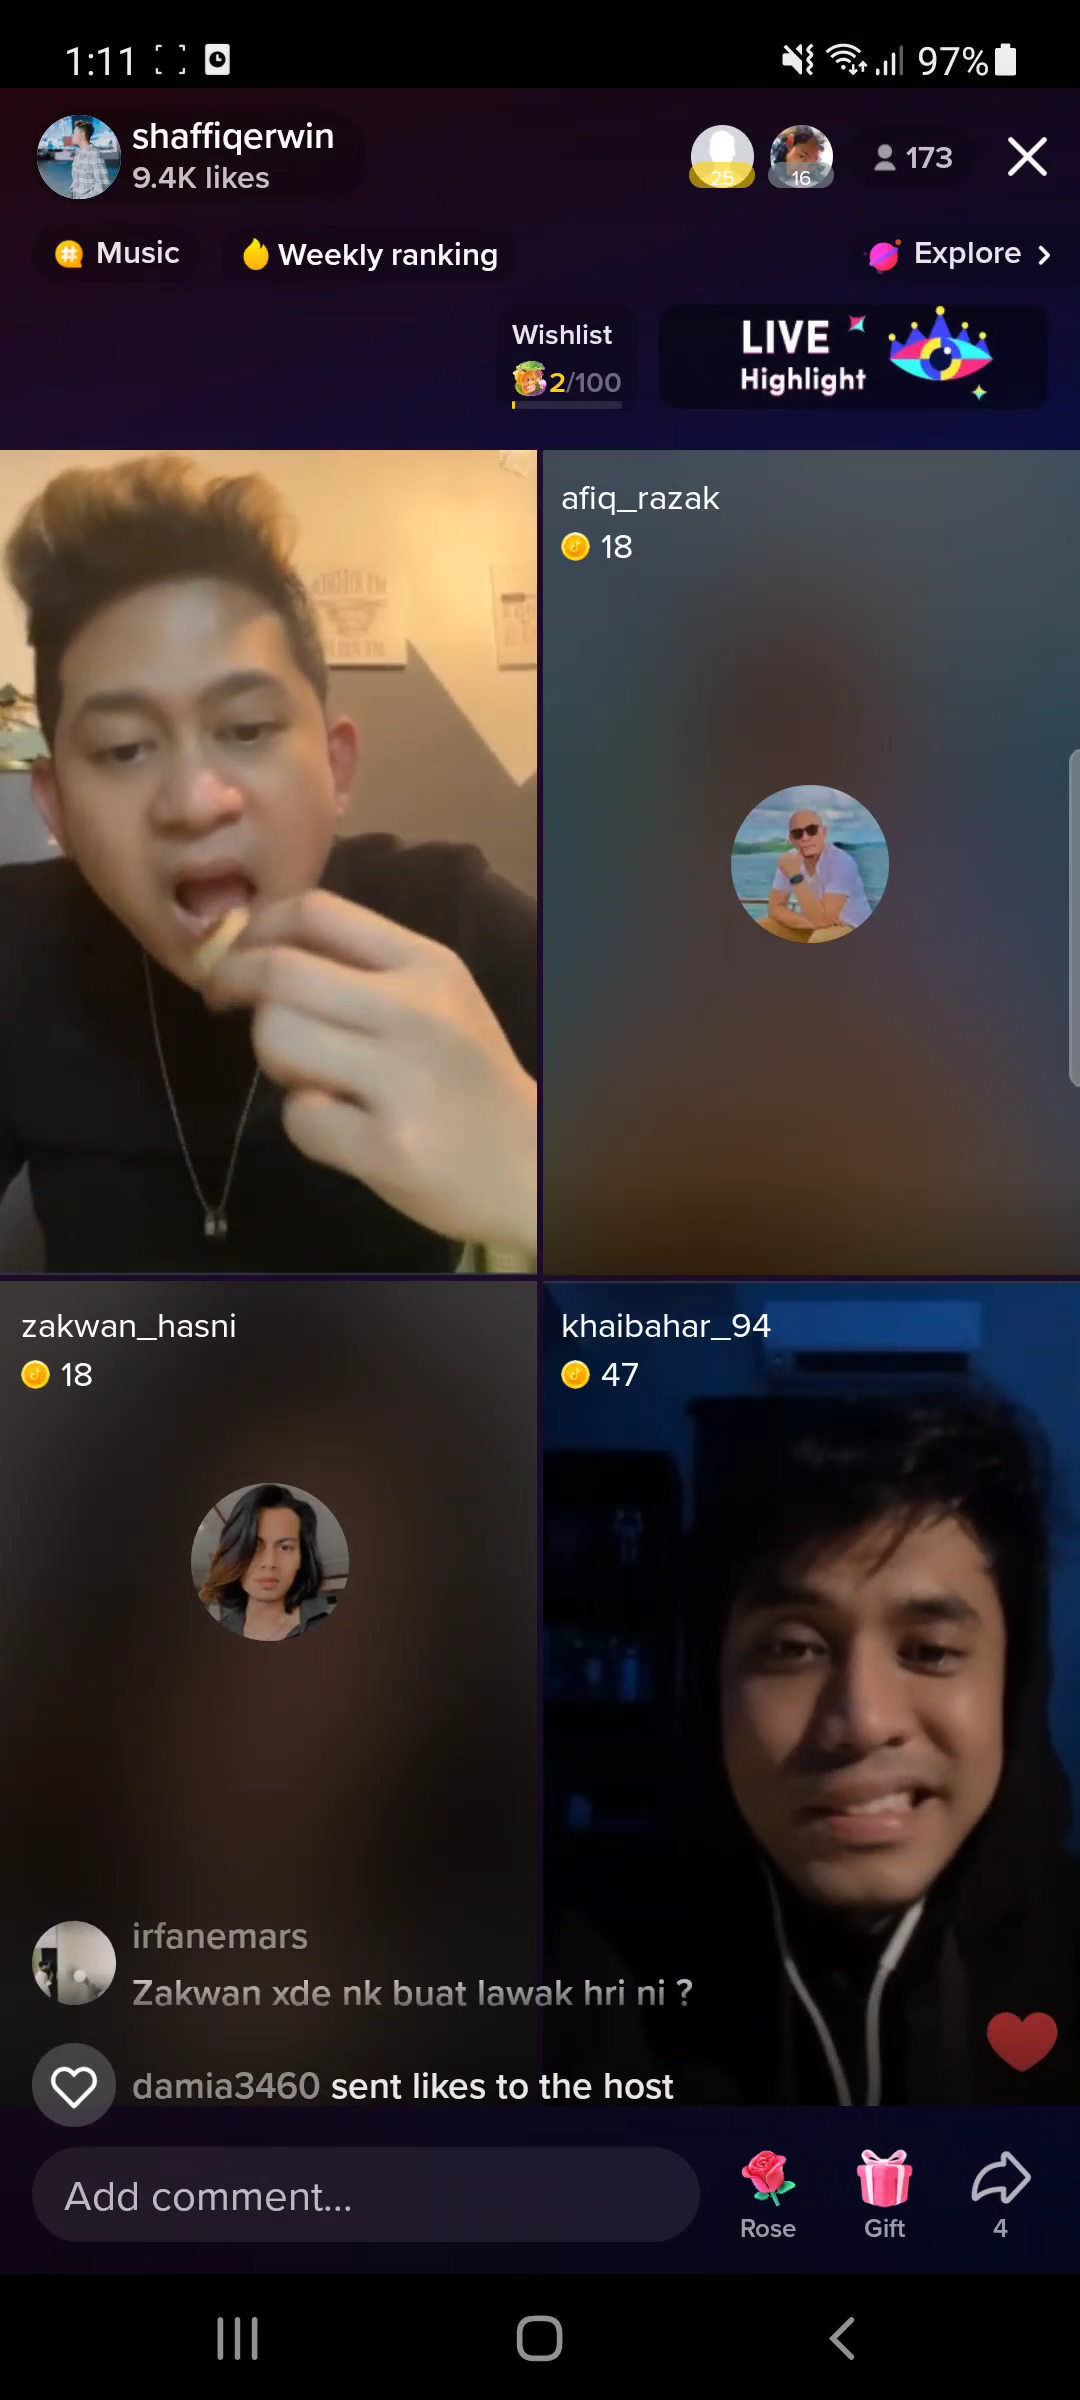 1:11
97%
shaffiqerwin
9.4K likes
25
16
173
Music
Weekly ranking
Explore
Wishlist
2/100
LIVE
Highlight
afiq_razak
18
zakwan_hasni
18
khaibahar_94
47
irfanemars
Zakwan xde nk buat lawak hri ni ?
damia3460 sent likes to the host
Add comment...
Rose
Gift
4